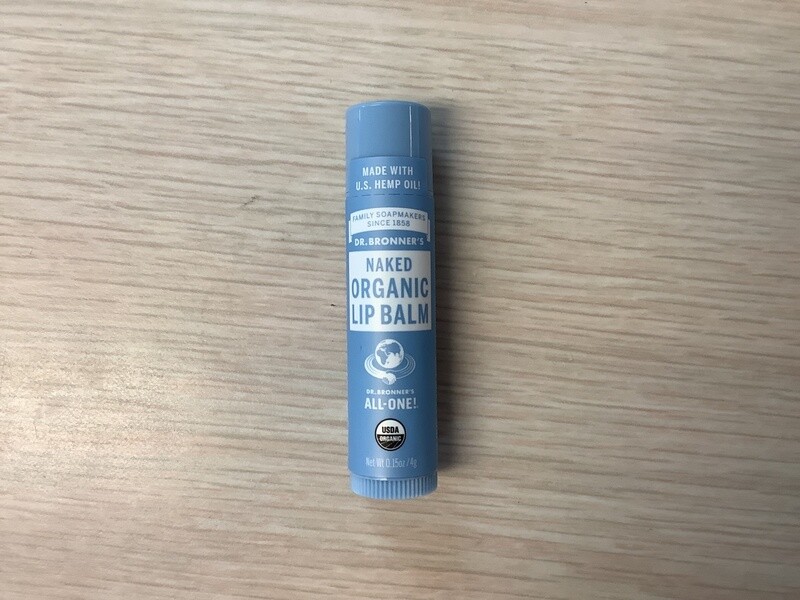 MADE WITH
U.S. HEMP OIL!
FAMILY SOAPMAKERS
SINCE 1858
DR. BRONNER'S
NAKED
ORGANIC
LIP BALM
DR. BRONNER'S
ALL-ONE!
USDA
ORGANIC
Net Wt 0.15oz / 4g